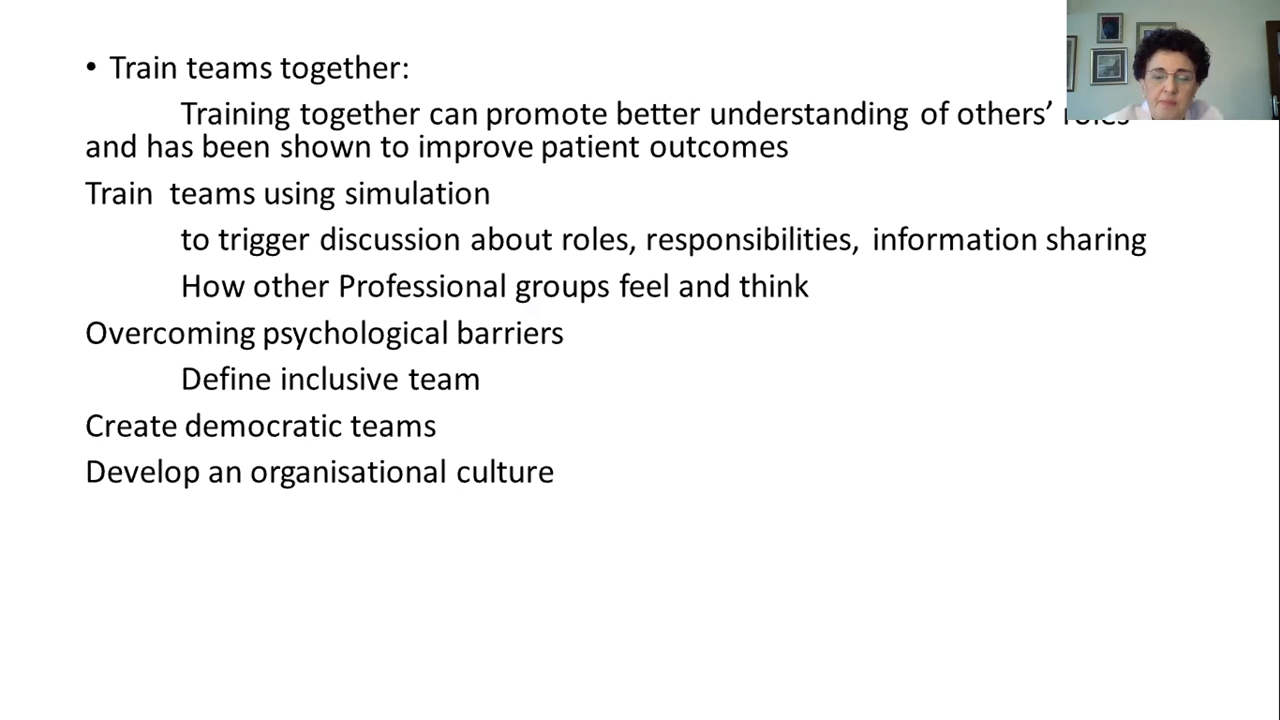 • Train teams together:
Training together can promote better understanding of others’ roles
and has been shown to improve patient outcomes
Train teams using simulation
to trigger discussion about roles, responsibilities, information sharing
How other Professional groups feel and think
Overcoming psychological barriers
Define inclusive team
Create democratic teams
Develop an organisational culture